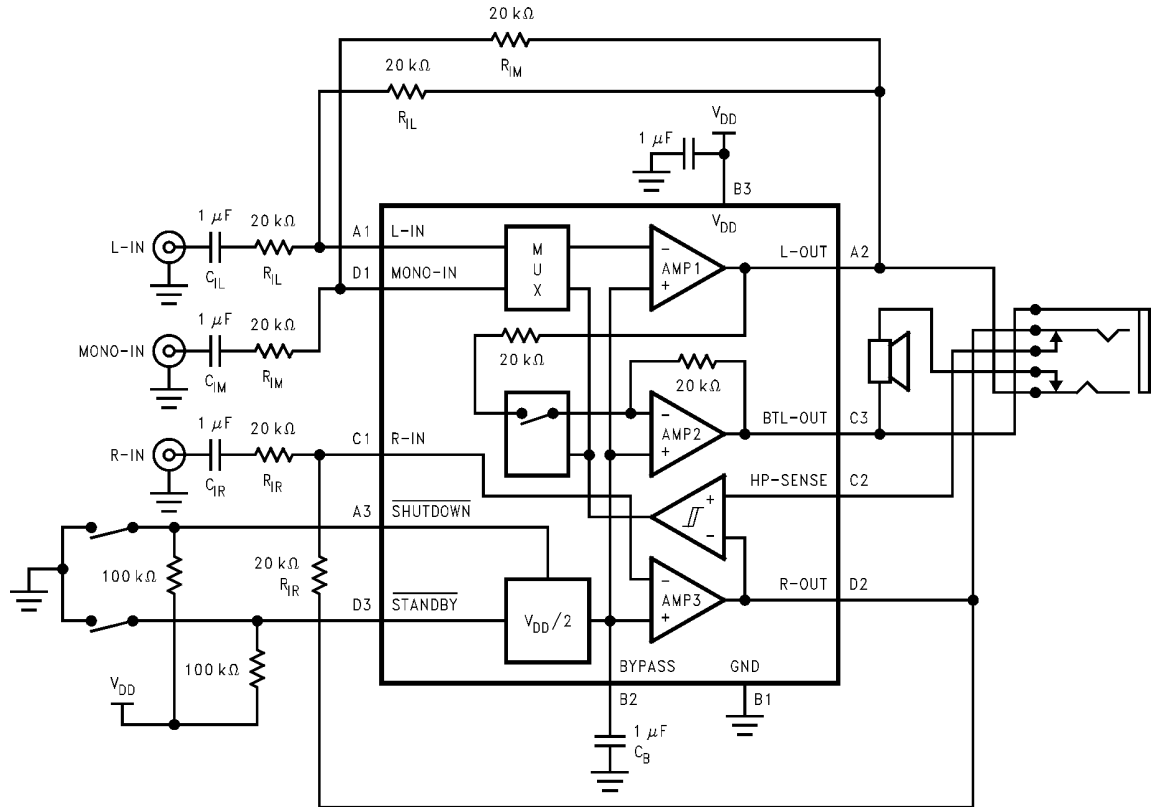 20 kΩ
R_IM
20 kΩ
R_IL
V_DD
1 µF
B3
V_DD
1 µF
20 kΩ
L-IN
C_IL
R_IL
A1
L-IN
D1
MONO-IN
M
U
X
−
AMP1
+
L-OUT
A2
1 µF
20 kΩ
MONO-IN
C_IM
R_IM
20 kΩ
20 kΩ
−
AMP2
+
BTL-OUT
C3
1 µF
20 kΩ
R-IN
C_IR
R_IR
C1
R-IN
HP-SENSE
C2
+
−
A3
SHUTDOWN
100 kΩ
20 kΩ
R_IR
D3
STANDBY
V_DD/2
−
AMP3
+
R-OUT
D2
100 kΩ
V_DD
BYPASS
GND
B2
B1
1 µF
C_B